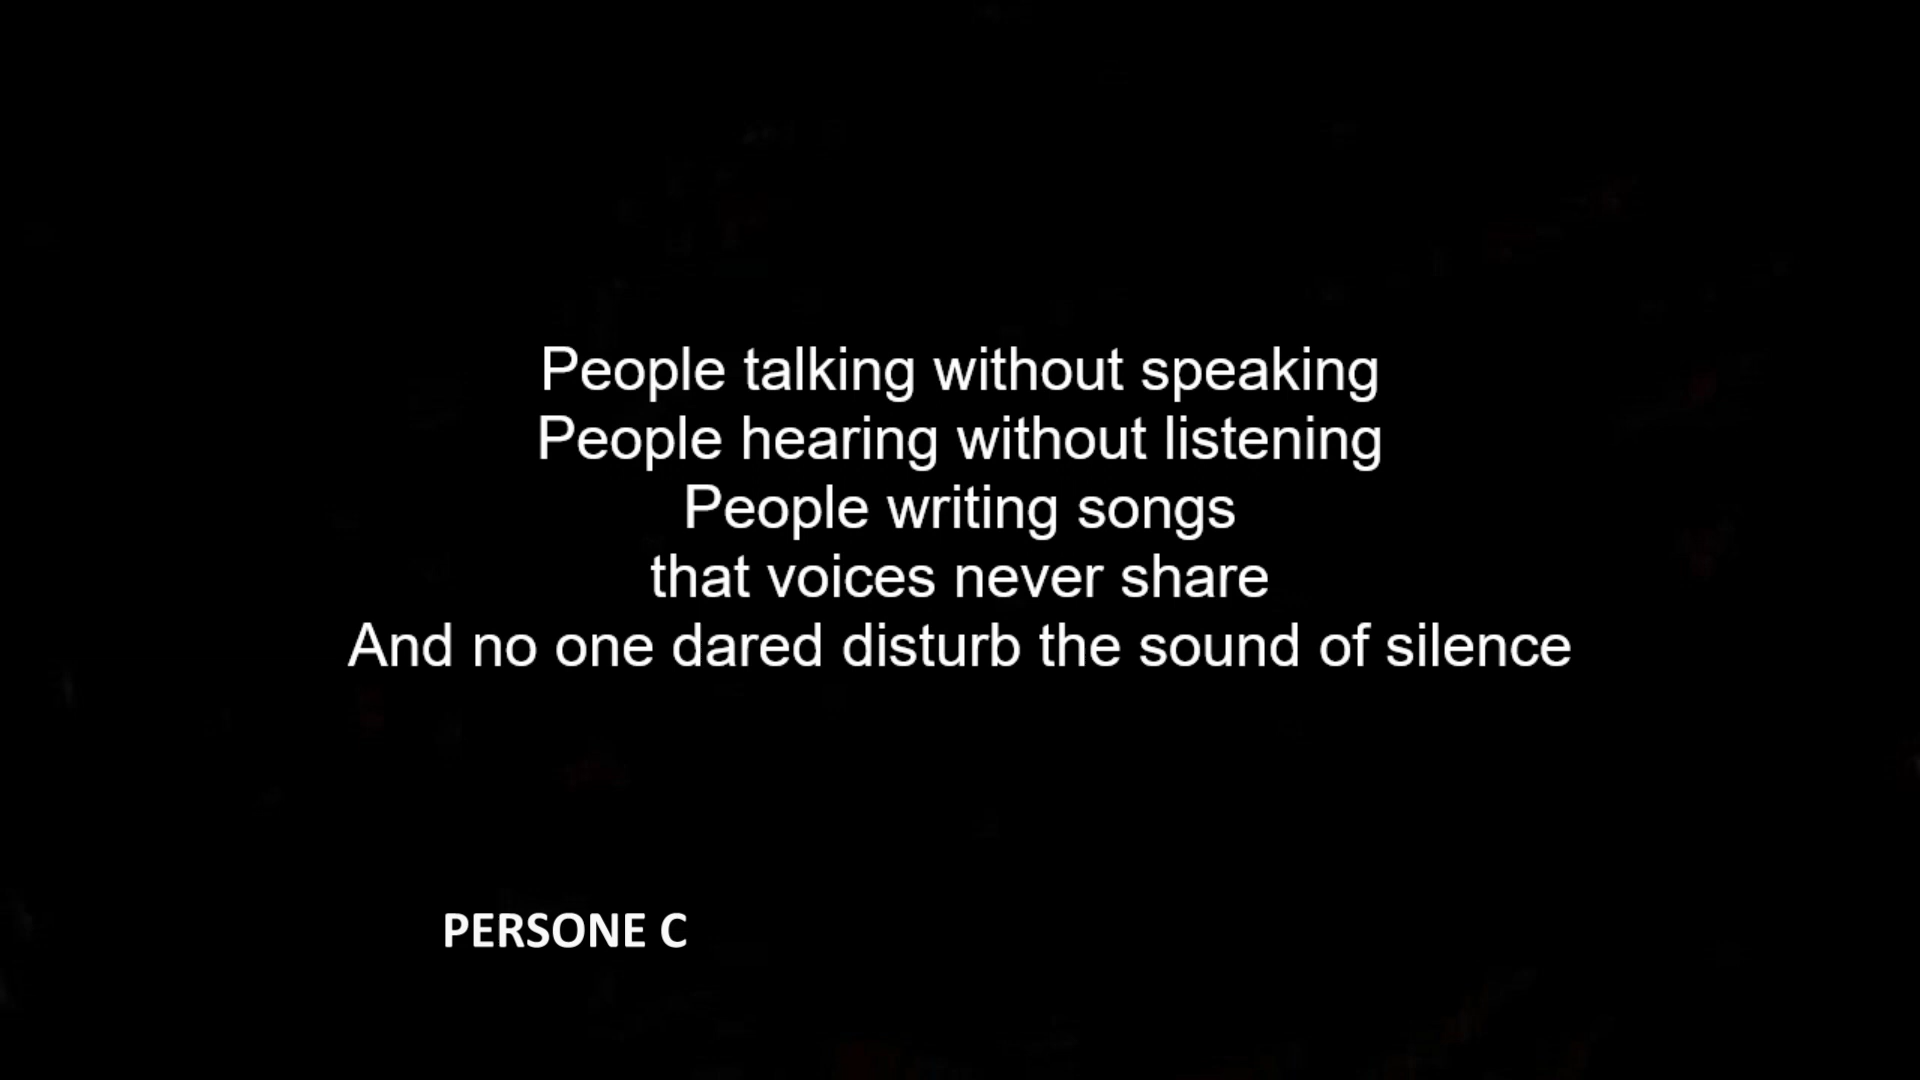 People talking without speaking
People hearing without listening
People writing songs
that voices never share
And no one dared disturb the sound of silence
PERSONE C